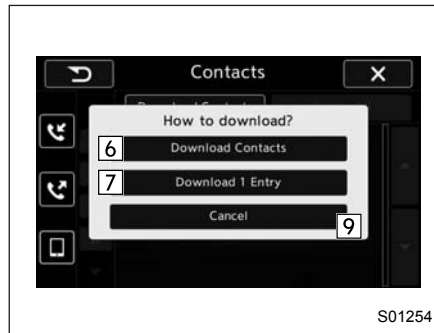 Contacts
How to download?
6 Download Contacts
7 Download 1 Entry
Cancel
9
S01254